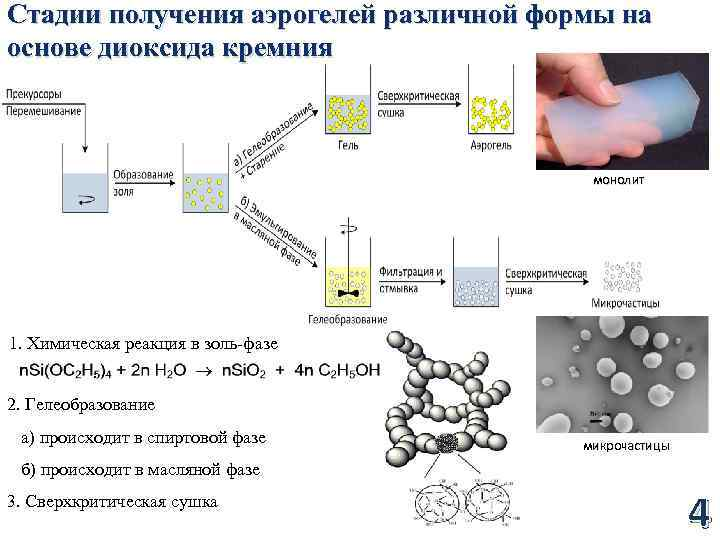 Стадии получения аэрогелей различной формы на
основе диоксида кремния
Прекурсоры
Перемешивание
Образование
золя
а) Гелеобразование
+ Старение
Гель
Сверхкритическая
сушка
Аэрогель
монолит
б) Эмульгирование
в масляной фазе
Гелеобразование
Фильтрация и
отмывка
Сверхкритическая
сушка
Микрочастицы
1. Химическая реакция в золь-фазе
nSi(OC₂H₅)₄ + 2n H₂O → nSiO₂ + 4n C₂H₅OH
2. Гелеобразование
а) происходит в спиртовой фазе
б) происходит в масляной фазе
3. Сверхкритическая сушка
микрочастицы
4